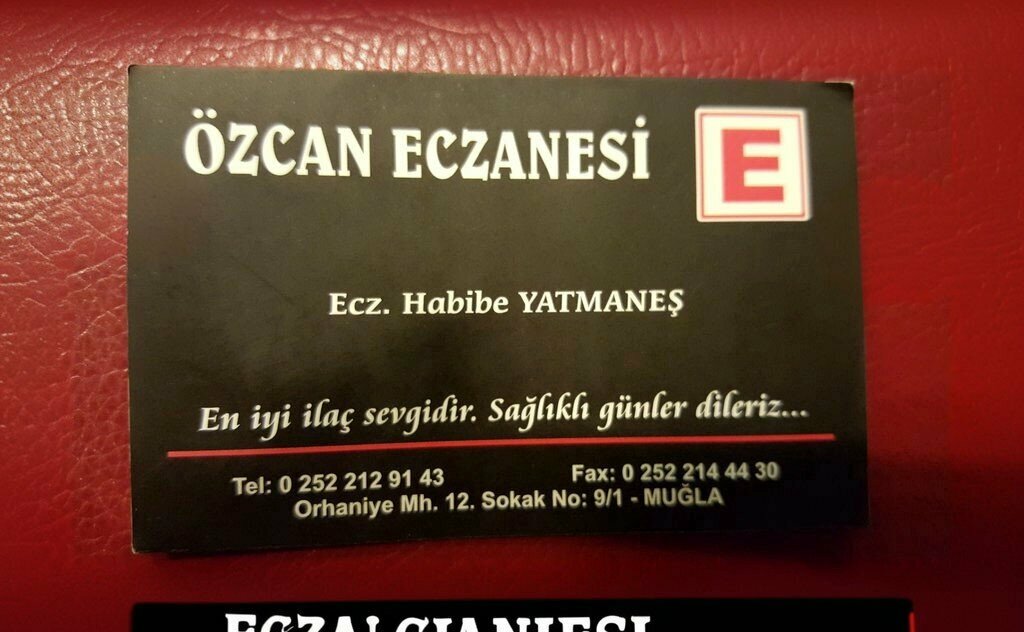 ÖZCAN ECZANESİ
E
Ecz. Habibe YATMANEŞ
En iyi ilaç sevgidir. Sağlıklı günler dileriz...
Tel: 0 252 212 91 43 Fax: 0 252 214 44 30
Orhaniye Mh. 12. Sokak No: 9/1 - MUĞLA